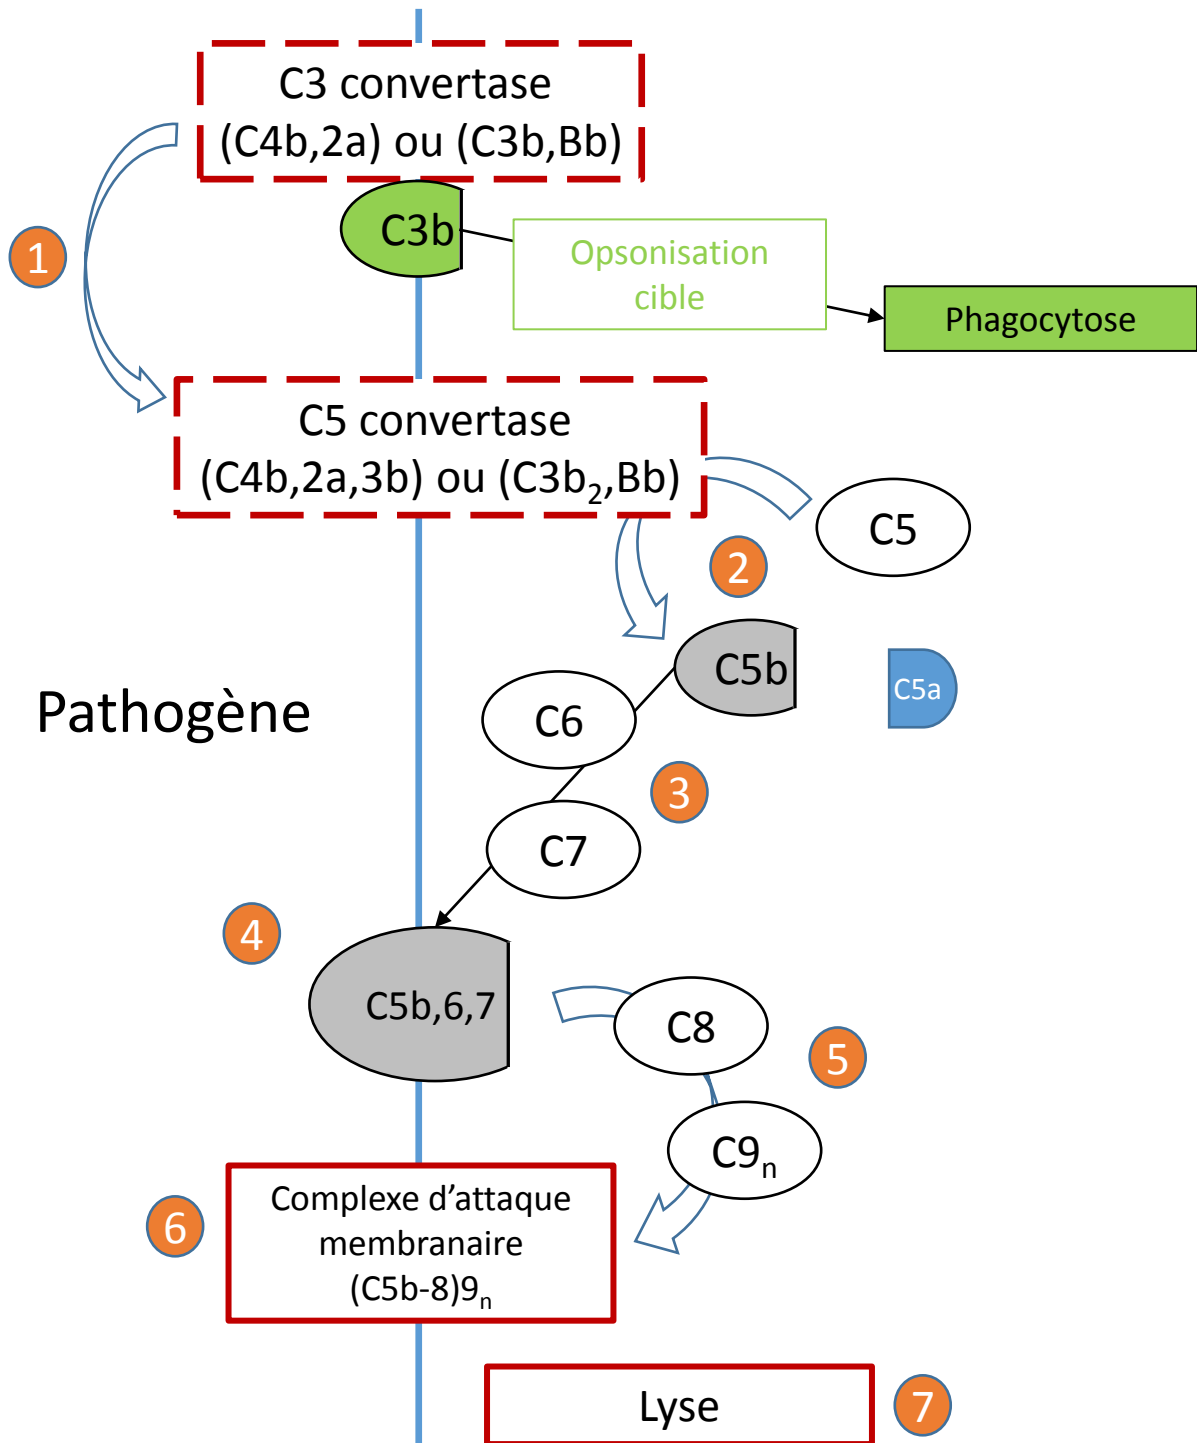 C3 convertase
(C4b,2a) ou (C3b,Bb)
C3b
1
Opsonisation
cible
Phagocytose
C5 convertase
(C4b,2a,3b) ou (C3b₂,Bb)
C5
2
C5b
C5a
Pathogène
C6
3
C7
4
C5b,6,7
C8
5
C9ₙ
6
Complexe d’attaque
membranaire
(C5b-8)9ₙ
Lyse
7